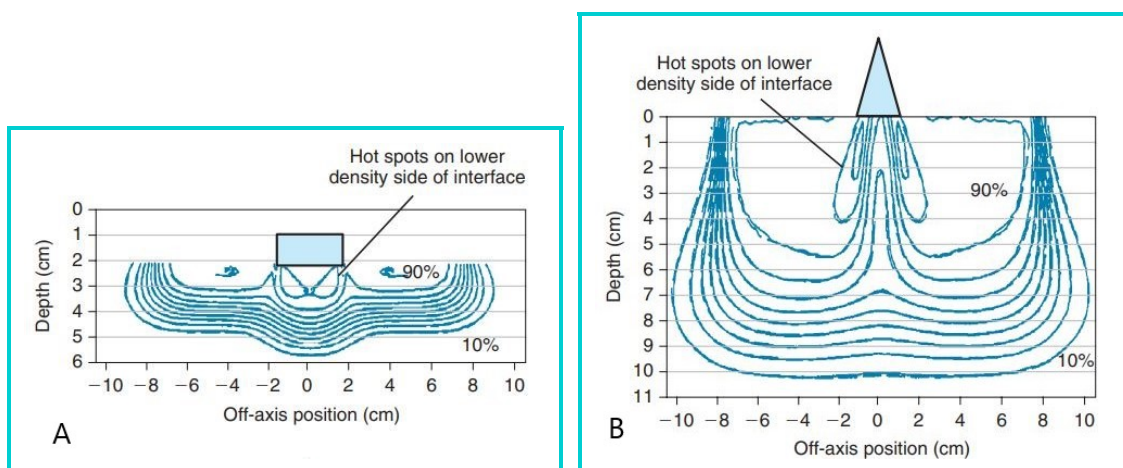 Hot spots on lower
density side of interface
0
1
2
3
4
5
6
Depth (cm)
90%
10%
−10 −8 −6 −4 −2 0 2 4 6 8 10
Off-axis position (cm)
A
Hot spots on lower
density side of interface
0
1
2
3
4
5
6
7
8
9
10
11
Depth (cm)
90%
10%
−10 −8 −6 −4 −2 0 2 4 6 8 10
Off-axis position (cm)
B